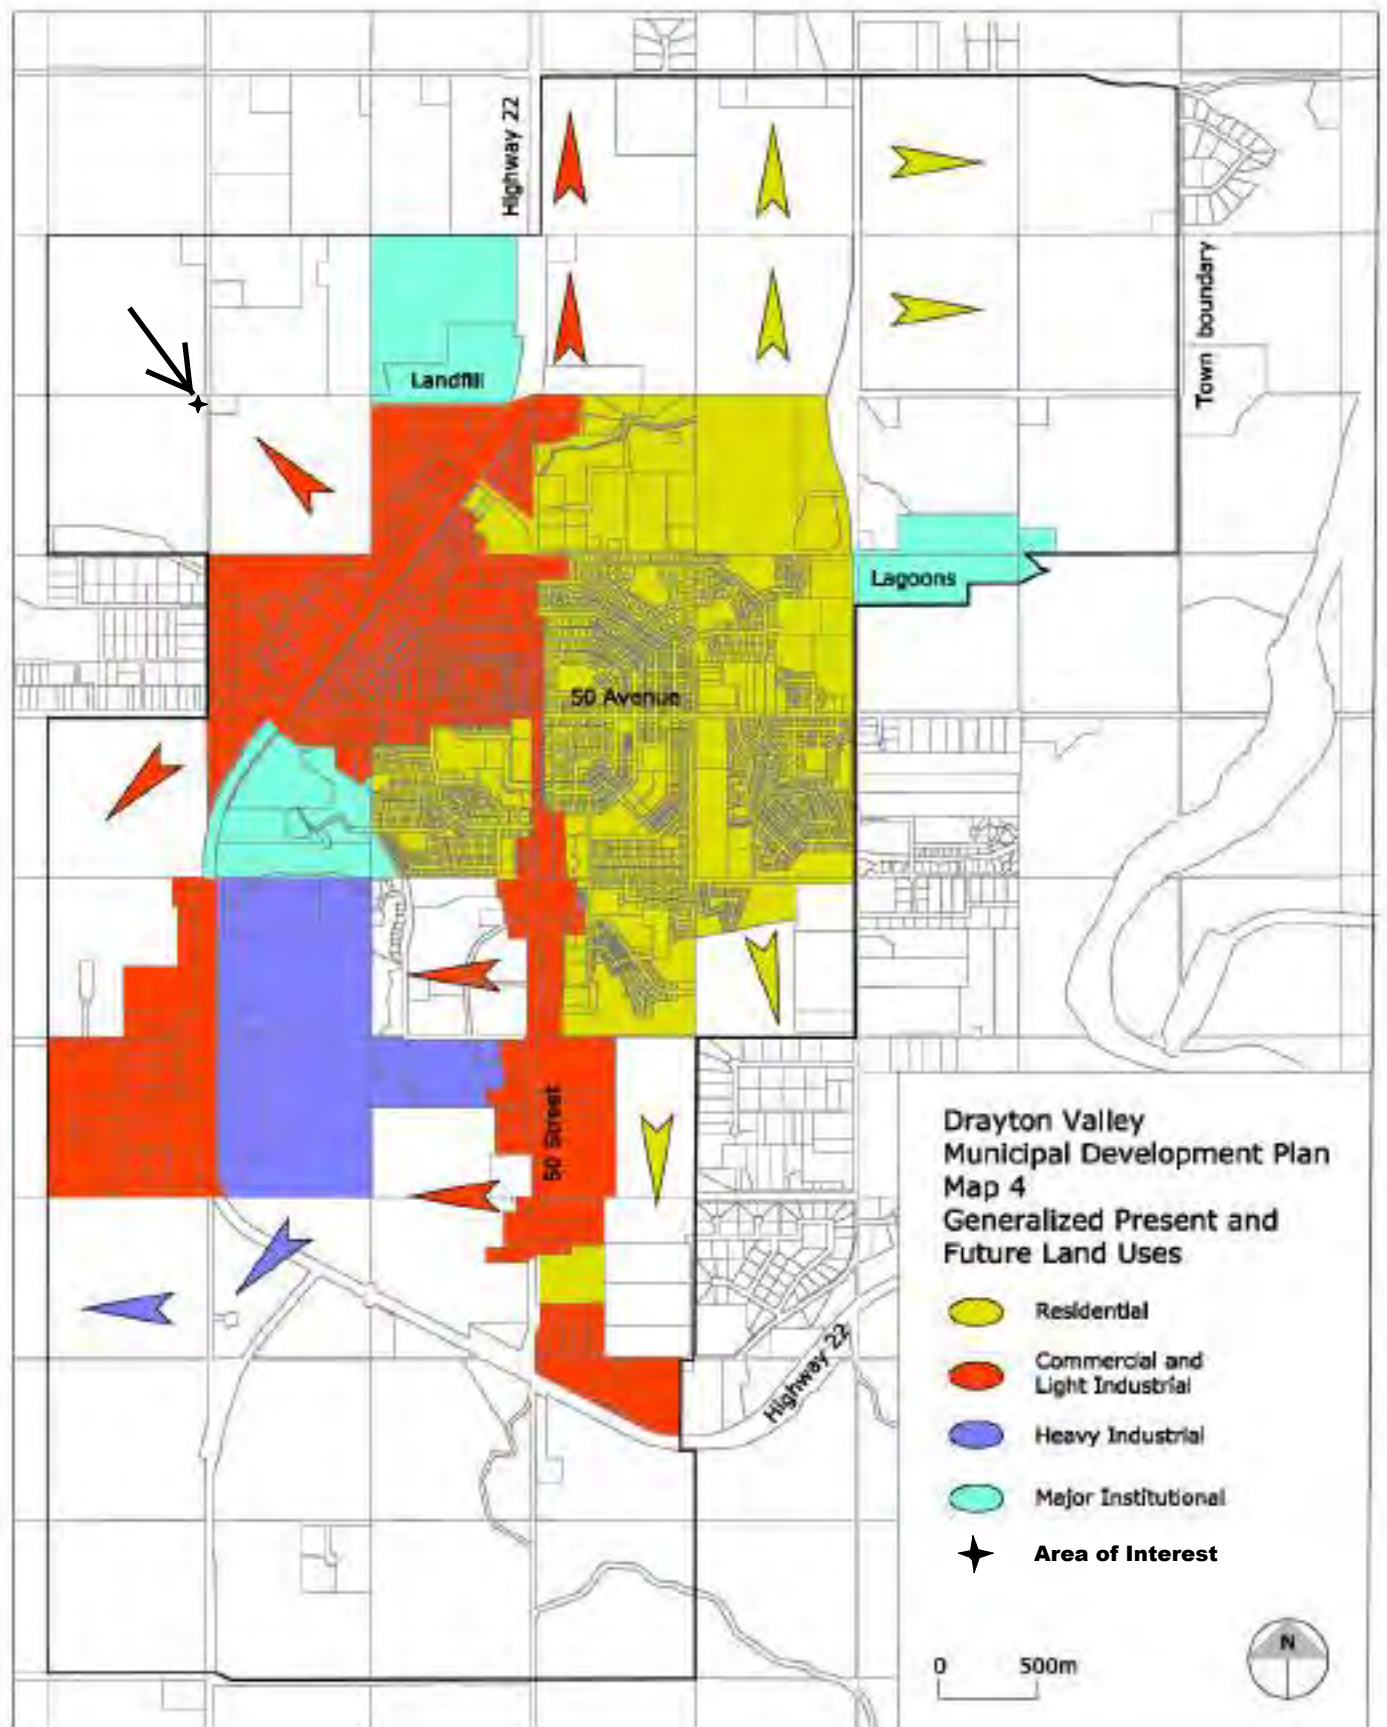 Highway 22
Town boundary
Landfill
Lagoons
50 Avenue
50 Street
Highway 22
Drayton Valley
Municipal Development Plan
Map 4
Generalized Present and
Future Land Uses
Residential
Commercial and
Light Industrial
Heavy Industrial
Major Institutional
Area of Interest
N
0 500m